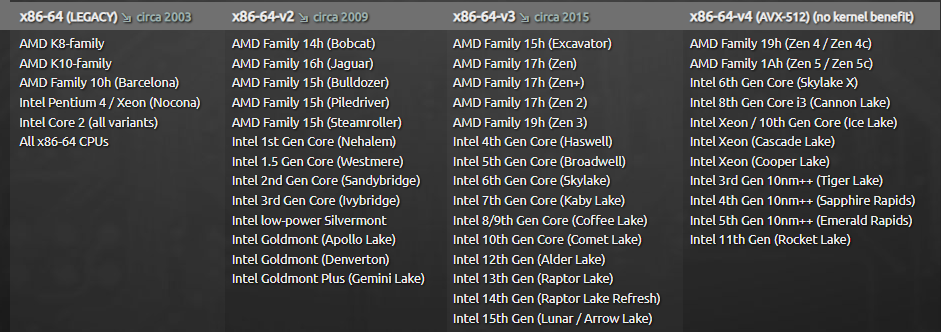 x86-64 (LEGACY) ⇘ circa 2003
AMD K8-family
AMD K10-family
AMD Family 10h (Barcelona)
Intel Pentium 4 / Xeon (Nocona)
Intel Core 2 (all variants)
All x86-64 CPUs
x86-64-v2 ⇘ circa 2009
AMD Family 14h (Bobcat)
AMD Family 16h (Jaguar)
AMD Family 15h (Bulldozer)
AMD Family 15h (Piledriver)
AMD Family 15h (Steamroller)
Intel 1st Gen Core (Nehalem)
Intel 1.5 Gen Core (Westmere)
Intel 2nd Gen Core (Sandybridge)
Intel 3rd Gen Core (Ivybridge)
Intel low-power Silvermont
Intel Goldmont (Apollo Lake)
Intel Goldmont (Denverton)
Intel Goldmont Plus (Gemini Lake)
x86-64-v3 ⇘ circa 2015
AMD Family 15h (Excavator)
AMD Family 17h (Zen)
AMD Family 17h (Zen+)
AMD Family 17h (Zen 2)
AMD Family 19h (Zen 3)
Intel 4th Gen Core (Haswell)
Intel 5th Gen Core (Broadwell)
Intel 6th Gen Core (Skylake)
Intel 7th Gen Core (Kaby Lake)
Intel 8/9th Gen Core (Coffee Lake)
Intel 10th Gen Core (Comet Lake)
Intel 12th Gen (Alder Lake)
Intel 13th Gen (Raptor Lake)
Intel 14th Gen (Raptor Lake Refresh)
Intel 15th Gen (Lunar / Arrow Lake)
x86-64-v4 (AVX-512) (no kernel benefit)
AMD Family 19h (Zen 4 / Zen 4c)
AMD Family 1Ah (Zen 5 / Zen 5c)
Intel 6th Gen Core (Skylake X)
Intel 8th Gen Core i3 (Cannon Lake)
Intel Xeon / 10th Gen Core (Ice Lake)
Intel Xeon (Cascade Lake)
Intel Xeon (Cooper Lake)
Intel 3rd Gen 10nm++ (Tiger Lake)
Intel 4th Gen 10nm++ (Sapphire Rapids)
Intel 5th Gen 10nm++ (Emerald Rapids)
Intel 11th Gen (Rocket Lake)